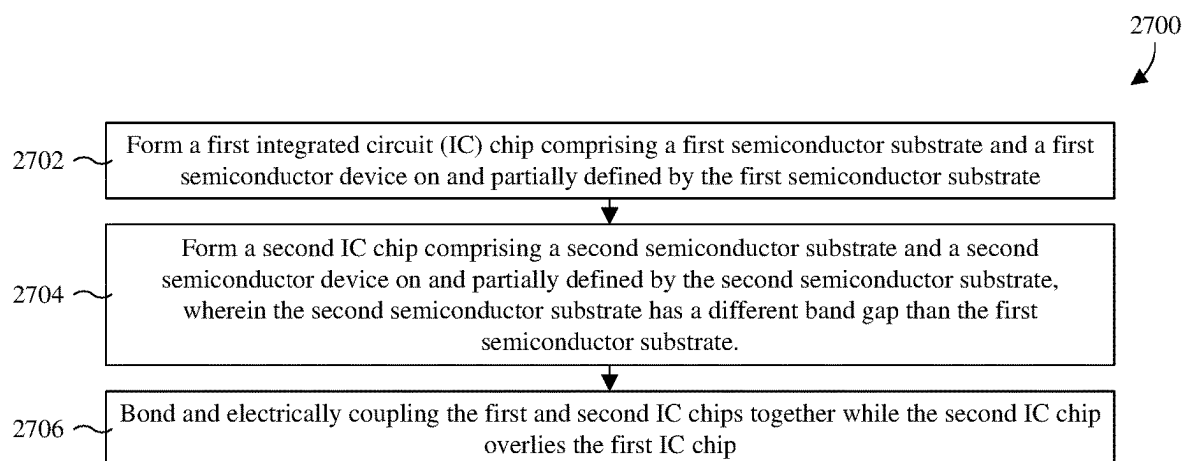 2700
2702
Form a first integrated circuit (IC) chip comprising a first semiconductor substrate and a first
semiconductor device on and partially defined by the first semiconductor substrate
2704
Form a second IC chip comprising a second semiconductor substrate and a second
semiconductor device on and partially defined by the second semiconductor substrate,
wherein the second semiconductor substrate has a different band gap than the first
semiconductor substrate.
2706
Bond and electrically coupling the first and second IC chips together while the second IC chip
overlies the first IC chip